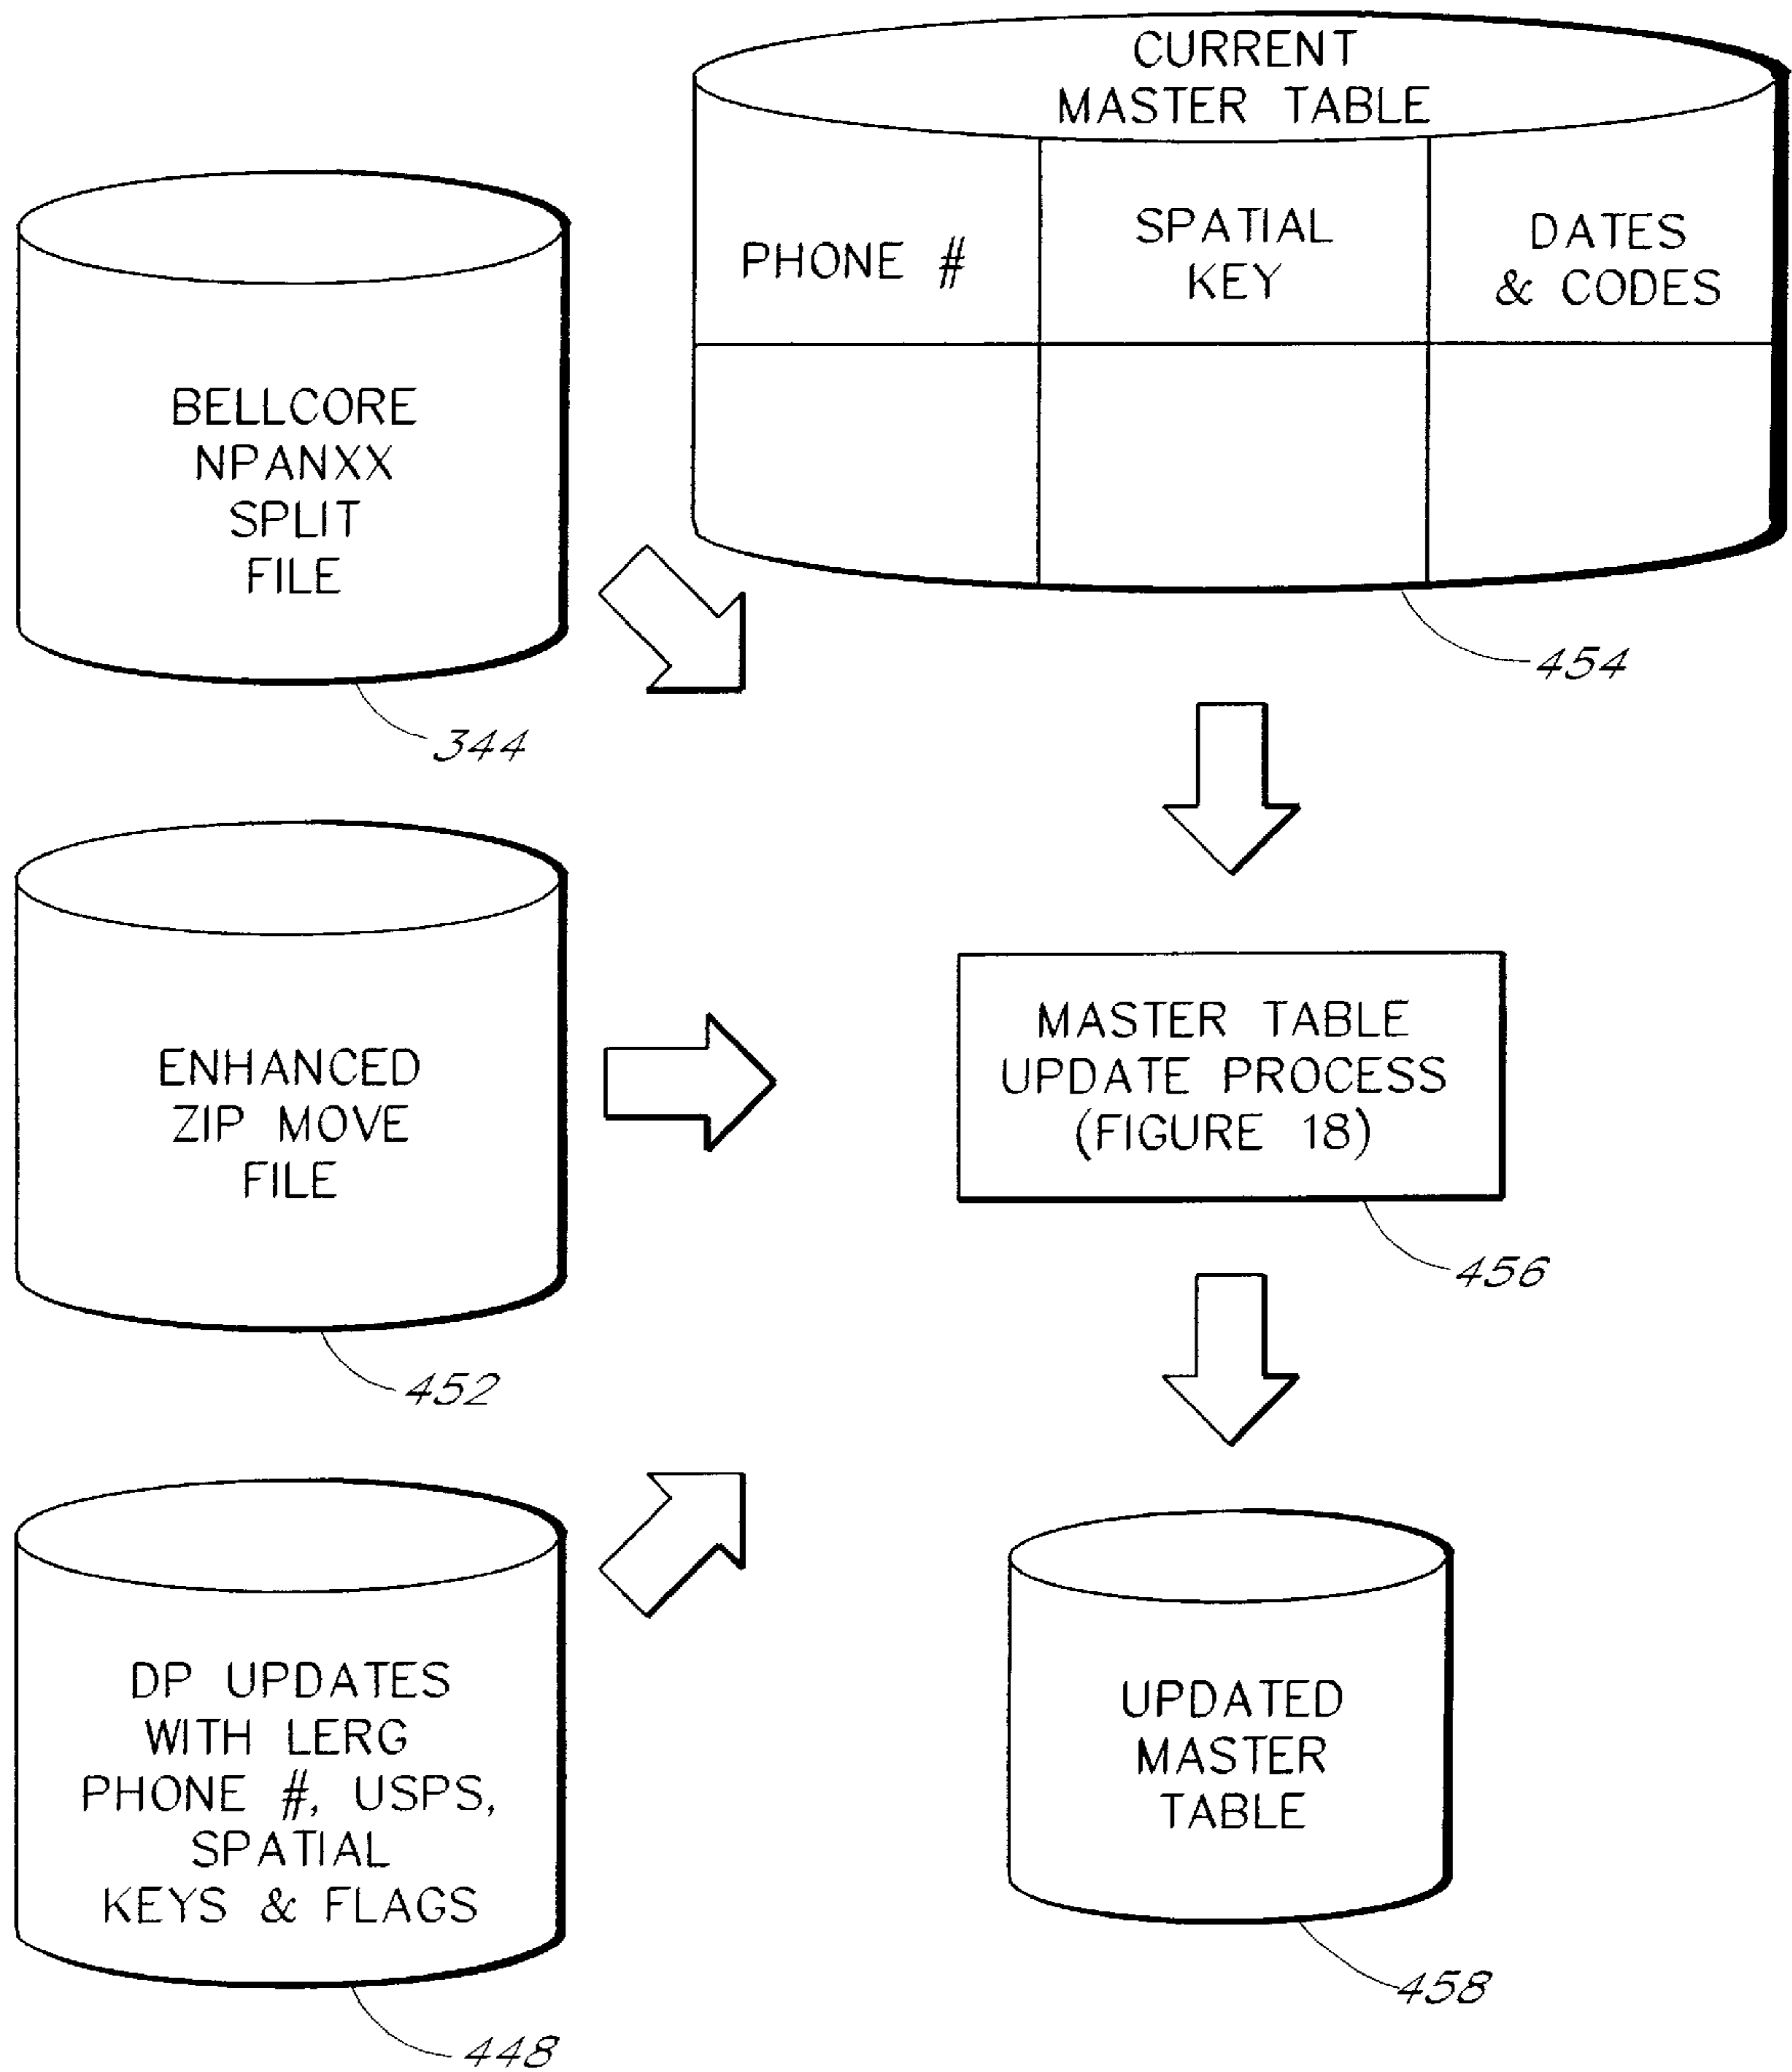 CURRENT
MASTER TABLE
PHONE #
SPATIAL
KEY
DATES
& CODES
454
BELLCORE
NPANXX
SPLIT
FILE
344
ENHANCED
ZIP MOVE
FILE
452
MASTER TABLE
UPDATE PROCESS
(FIGURE 18)
456
DP UPDATES
WITH LERG
PHONE #, USPS,
SPATIAL
KEYS & FLAGS
448
UPDATED
MASTER
TABLE
458